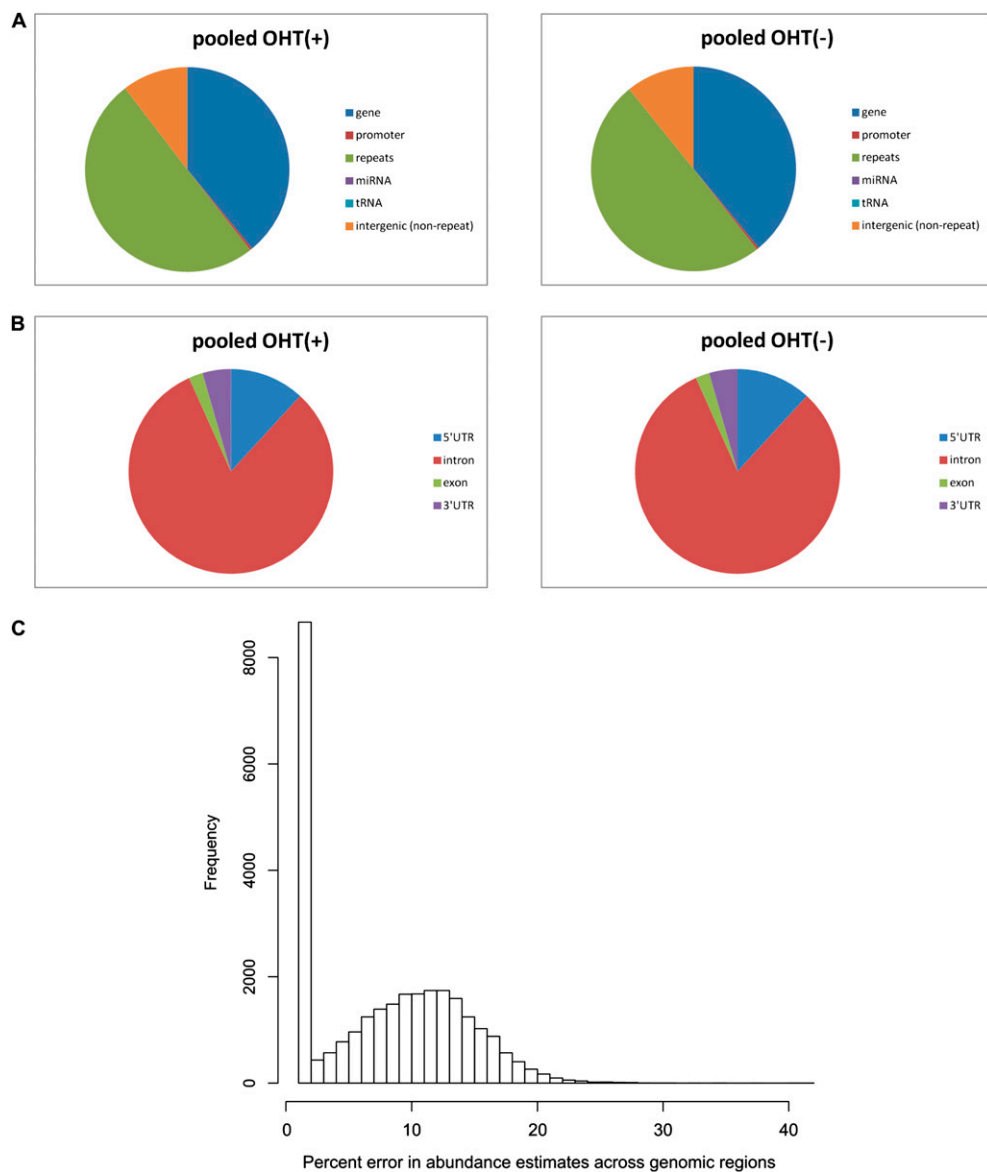 A
pooled OHT(+)
gene
promoter
repeats
miRNA
tRNA
intergenic (non-repeat)
pooled OHT(-)
gene
promoter
repeats
miRNA
tRNA
intergenic (non-repeat)
B
pooled OHT(+)
5'UTR
intron
exon
3'UTR
pooled OHT(-)
5'UTR
intron
exon
3'UTR
C
Frequency
8000
6000
4000
2000
0
0 10 20 30 40
Percent error in abundance estimates across genomic regions